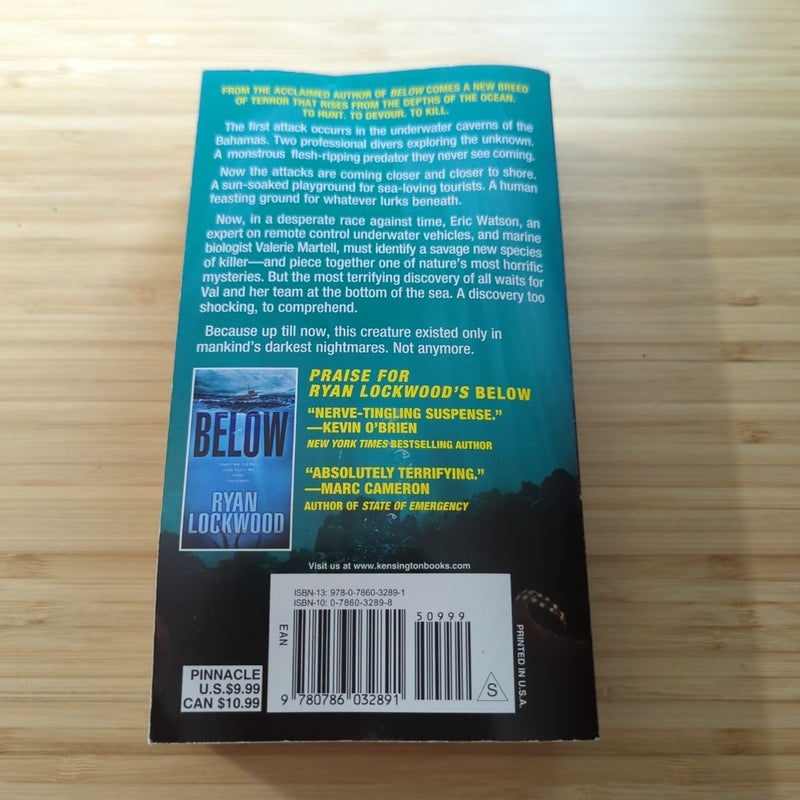 FROM THE ACCLAIMED AUTHOR OF BELOW COMES A NEW BREED
OF TERROR THAT RISES FROM THE DEPTHS OF THE OCEAN.
TO HUNT. TO DEVOUR. TO KILL.
The first attack occurrs in the underwater caverns of the
Bahamas. Two professional divers exploring the unknown.
A monstrous flesh-ripping predator they never see coming.
Now the attacks are coming closer and closer to shore.
A sun-soaked playground for sea-loving tourists. A human
feasting ground for whatever lurks beneath.
Now, in a desperate race against time, Eric Watson, an
expert on remote control underwater vehicles, and marine
biologist Valerie Martell, must identify a savage new species
of killer—and piece together one of nature's most horrific
mysteries. But the most terrifying discovery of all waits for
Val and her team at the bottom of the sea. A discovery too
shocking, to comprehend.
Because up till now, this creature existed only in
mankind's darkest nightmares. Not anymore.
BELOW
RYAN
LOCKWOOD
PRAISE FOR
RYAN LOCKWOOD'S BELOW
“NERVE-TINGLING SUSPENSE.”
—KEVIN O'BRIEN
NEW YORK TIMES BESTSELLING AUTHOR
“ABSOLUTELY TERRIFYING.”
—MARC CAMERON
AUTHOR OF STATE OF EMERGENCY
Visit us at www.kensingtonbooks.com
ISBN-13: 978-0-7860-3289-1
ISBN-10: 0-7860-3289-8
50999
EAN
9 780786 032891
S
PRINTED IN U.S.A.
PINNACLE
U.S.$9.99
CAN $10.99